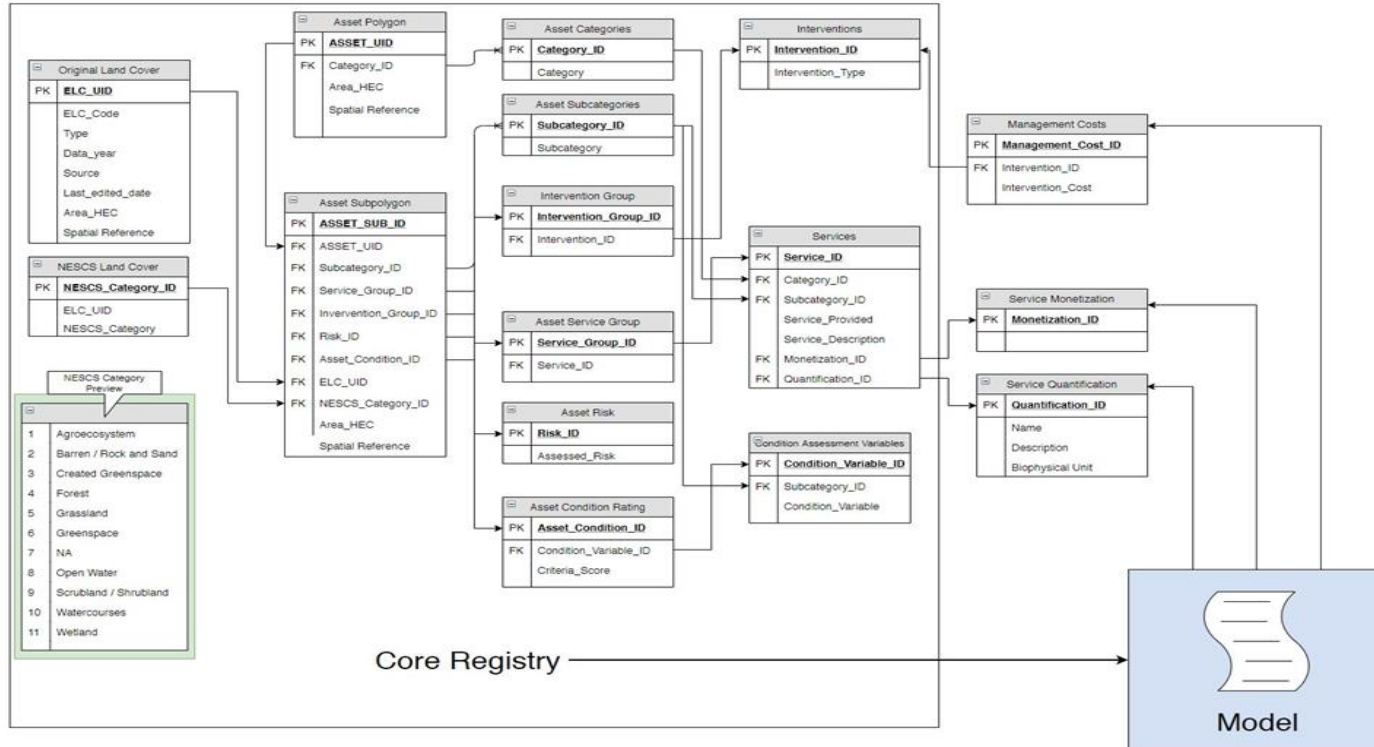 Original Land Cover
PK ELC_UID
ELC_Code
Type
Data_year
Source
Last_edited_date
Area_HEC
Spatial Reference
NESCS Land Cover
PK NESCS_Category_ID
ELC_UID
NESCS_Category
NESCS Category
Preview
1 Agroecosystem
2 Barren / Rock and Sand
3 Created Greenspace
4 Forest
5 Grassland
6 Greenspace
7 NA
8 Open Water
9 Scrubland / Shrubland
10 Watercourses
11 Wetland
Asset Polygon
PK ASSET_UID
FK Category_ID
Area_HEC
Spatial Reference
Asset Subpolygon
PK ASSET_SUB_ID
FK ASSET_UID
FK Subcategory_ID
FK Service_Group_ID
FK Invervention_Group_ID
FK Risk_ID
FK Asset_Condition_ID
FK ELC_UID
FK NESCS_Category_ID
Area_HEC
Spatial Reference
Asset Categories
PK Category_ID
Category
Asset Subcategories
PK Subcategory_ID
Subcategory
Intervention Group
PK Intervention_Group_ID
FK Intervention_ID
Asset Service Group
PK Service_Group_ID
FK Service_ID
Asset Risk
PK Risk_ID
Assessed_Risk
Asset Condition Rating
PK Asset_Condition_ID
FK Condition_Variable_ID
Criteria_Score
Interventions
PK Intervention_ID
Intervention_Type
Services
PK Service_ID
FK Category_ID
FK Subcategory_ID
Service_Provided
Service_Description
FK Monetization_ID
FK Quantification_ID
Condition Assessment Variables
PK Condition_Variable_ID
FK Subcategory_ID
Condition_Variable
Management Costs
PK Management_Cost_ID
FK Intervention_ID
Intervention_Cost
Service Monetization
PK Monetization_ID
Service Quantification
PK Quantification_ID
Name
Description
Biophysical Unit
Core Registry
Model